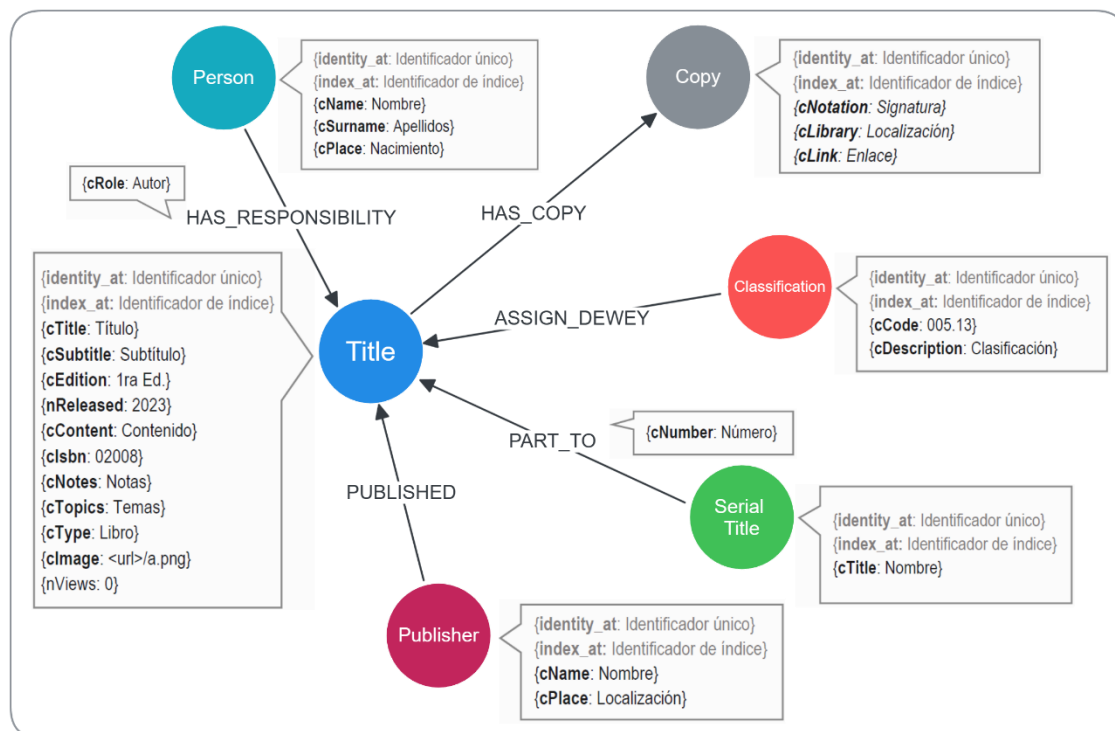 Person
{identity_at: Identificador único}
{index_at: Identificador de índice}
{cName: Nombre}
{cSurname: Apellidos}
{cPlace: Nacimiento}
Copy
{identity_at: Identificador único}
{index_at: Identificador de índice}
{cNotation: Signatura}
{cLibrary: Localización}
{cLink: Enlace}
{cRole: Autor}
HAS_RESPONSIBILITY
HAS_COPY
{identity_at: Identificador único}
{index_at: Identificador de índice}
{cTitle: Título}
{cSubtitle: Subtítulo}
{cEdition: 1ra Ed.}
{nReleased: 2023}
{cContent: Contenido}
{cIsbn: 02008}
{cNotes: Notas}
{cTopics: Temas}
{cType: Libro}
{cImage: <url>/a.png}
{nViews: 0}
Title
Classification
{identity_at: Identificador único}
{index_at: Identificador de índice}
{cCode: 005.13}
{cDescription: Clasificación}
ASSIGN_DEWEY
PART_TO
{cNumber: Número}
PUBLISHED
Serial
Title
{identity_at: Identificador único}
{index_at: Identificador de índice}
{cTitle: Nombre}
Publisher
{identity_at: Identificador único}
{index_at: Identificador de índice}
{cName: Nombre}
{cPlace: Localización}